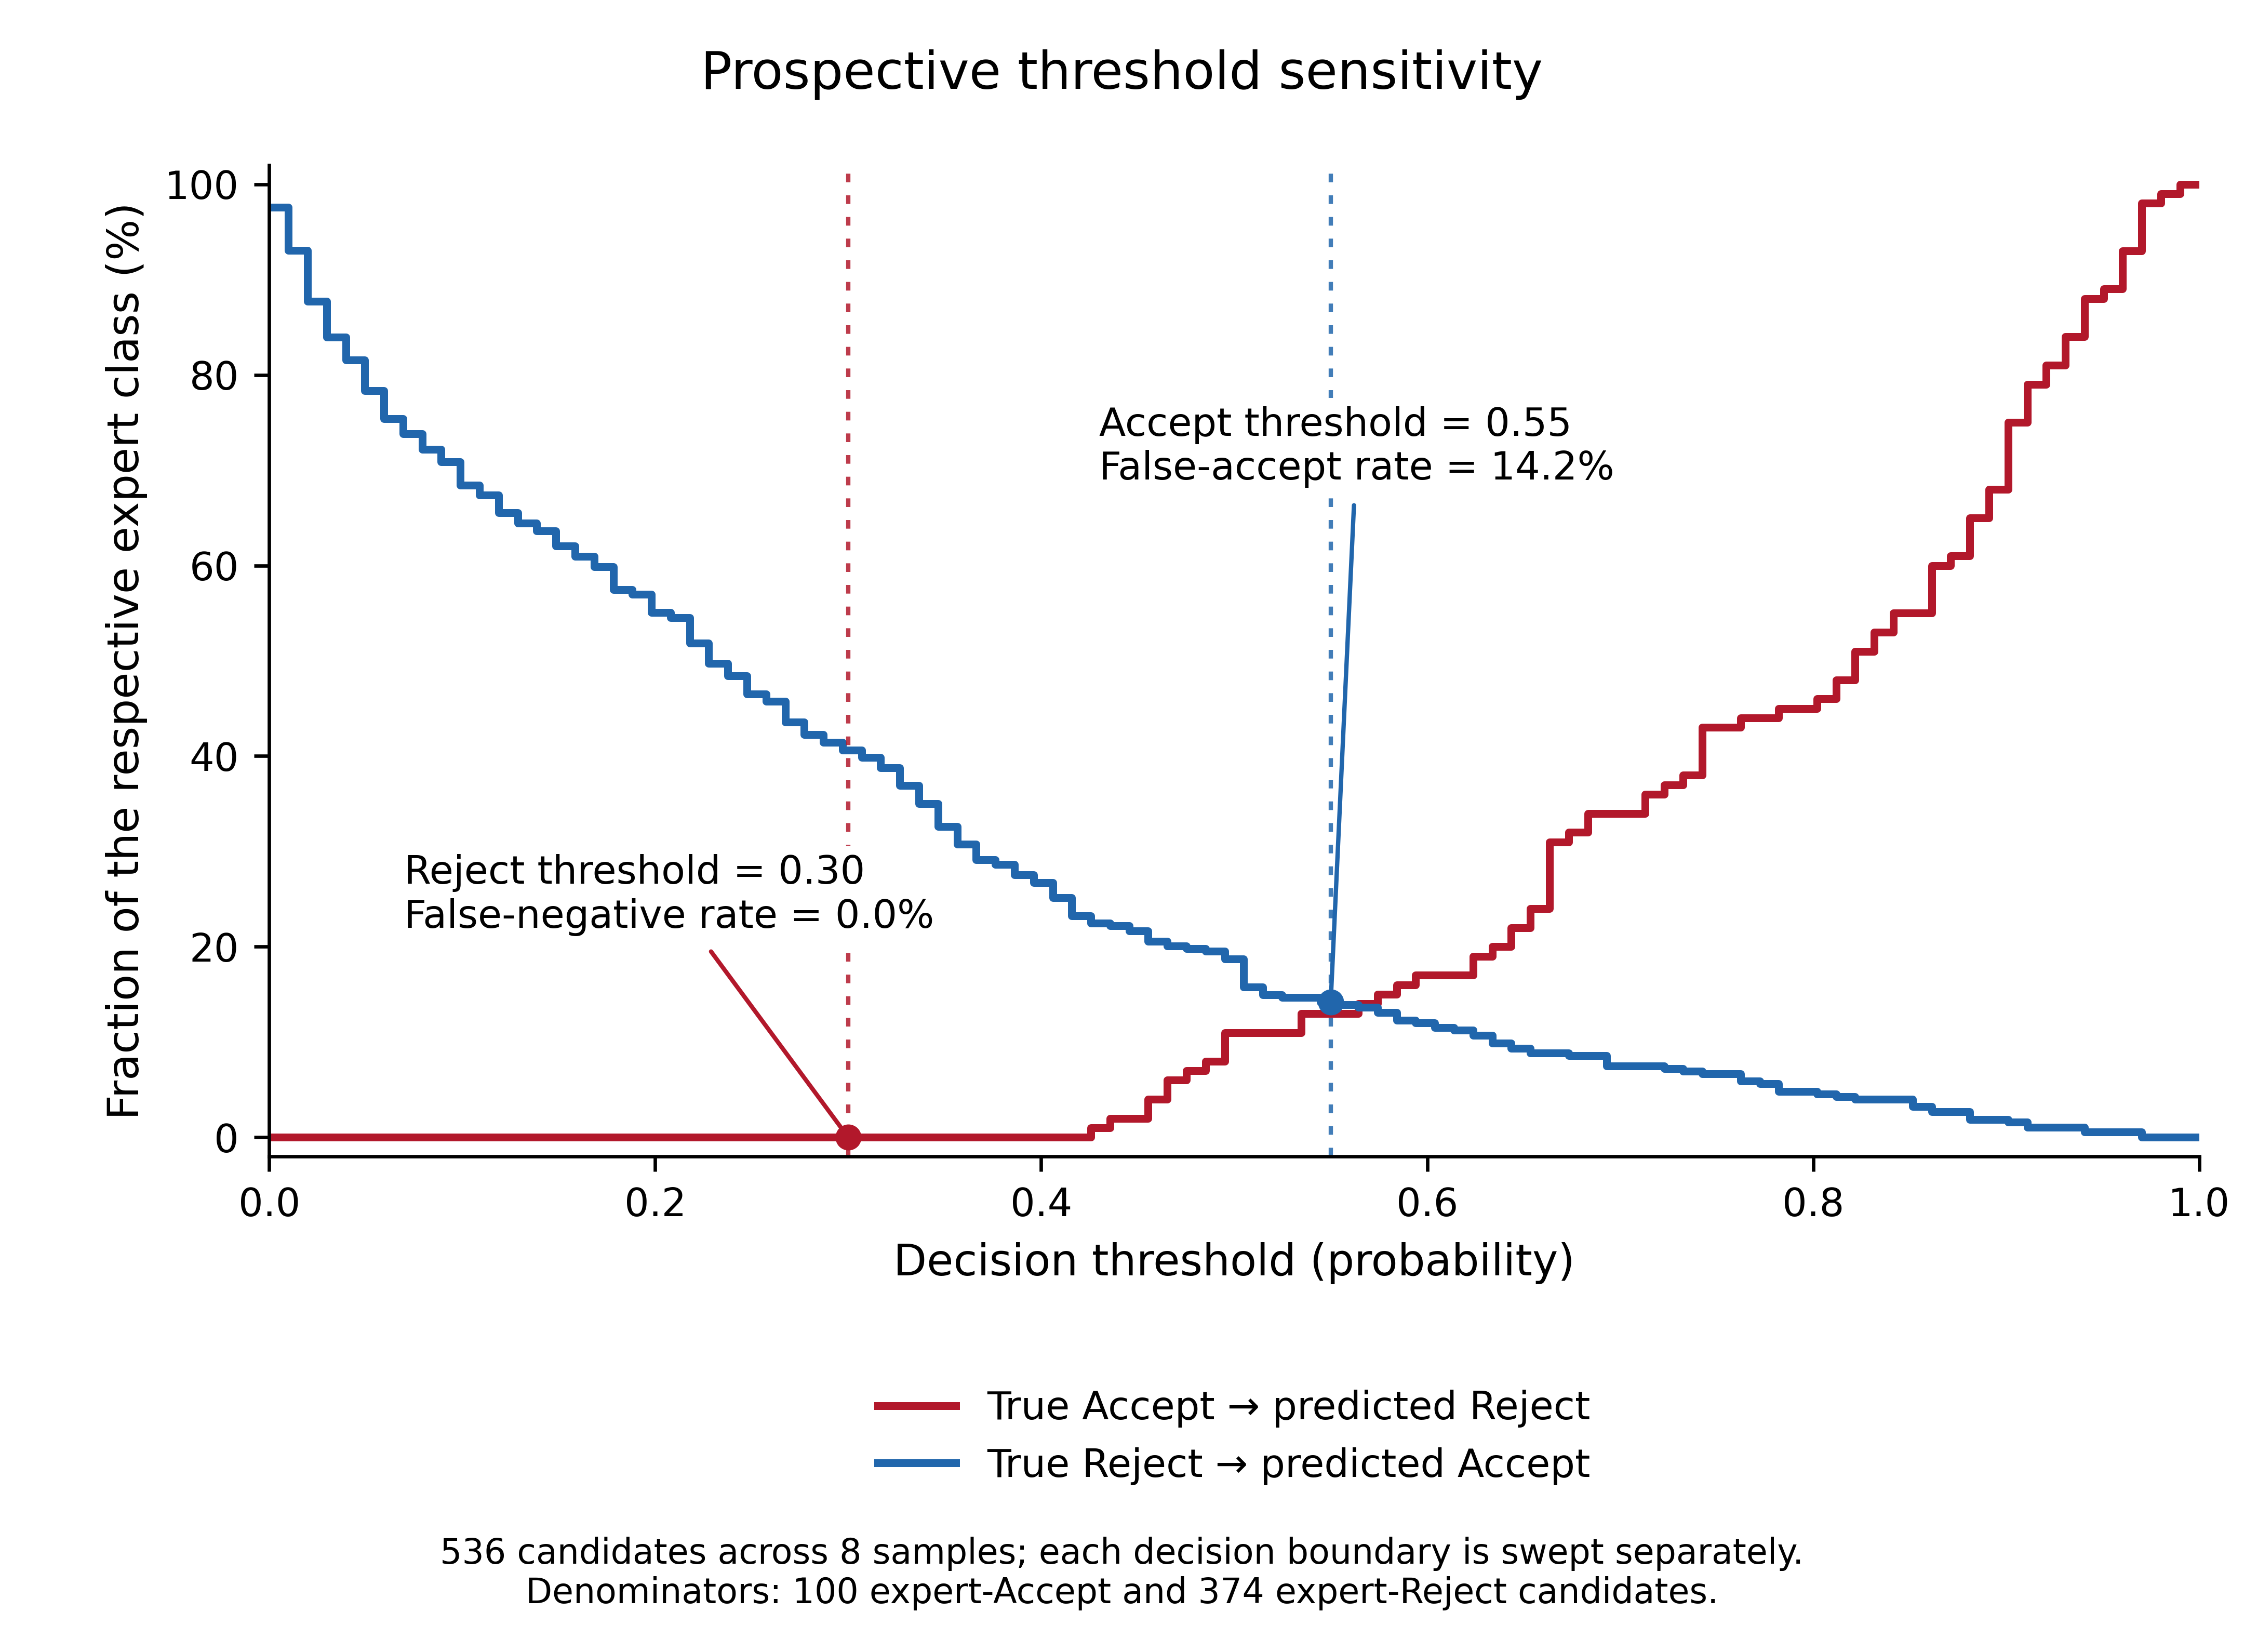 Prospective threshold sensitivity
Fraction of the respective expert class (%)
100
80
60
40
20
0
Accept threshold = 0.55
False-accept rate = 14.2%
Reject threshold = 0.30
False-negative rate = 0.0%
0.0 0.2 0.4 0.6 0.8 1.0
Decision threshold (probability)
True Accept → predicted Reject
True Reject → predicted Accept
536 candidates across 8 samples; each decision boundary is swept separately.
Denominators: 100 expert-Accept and 374 expert-Reject candidates.